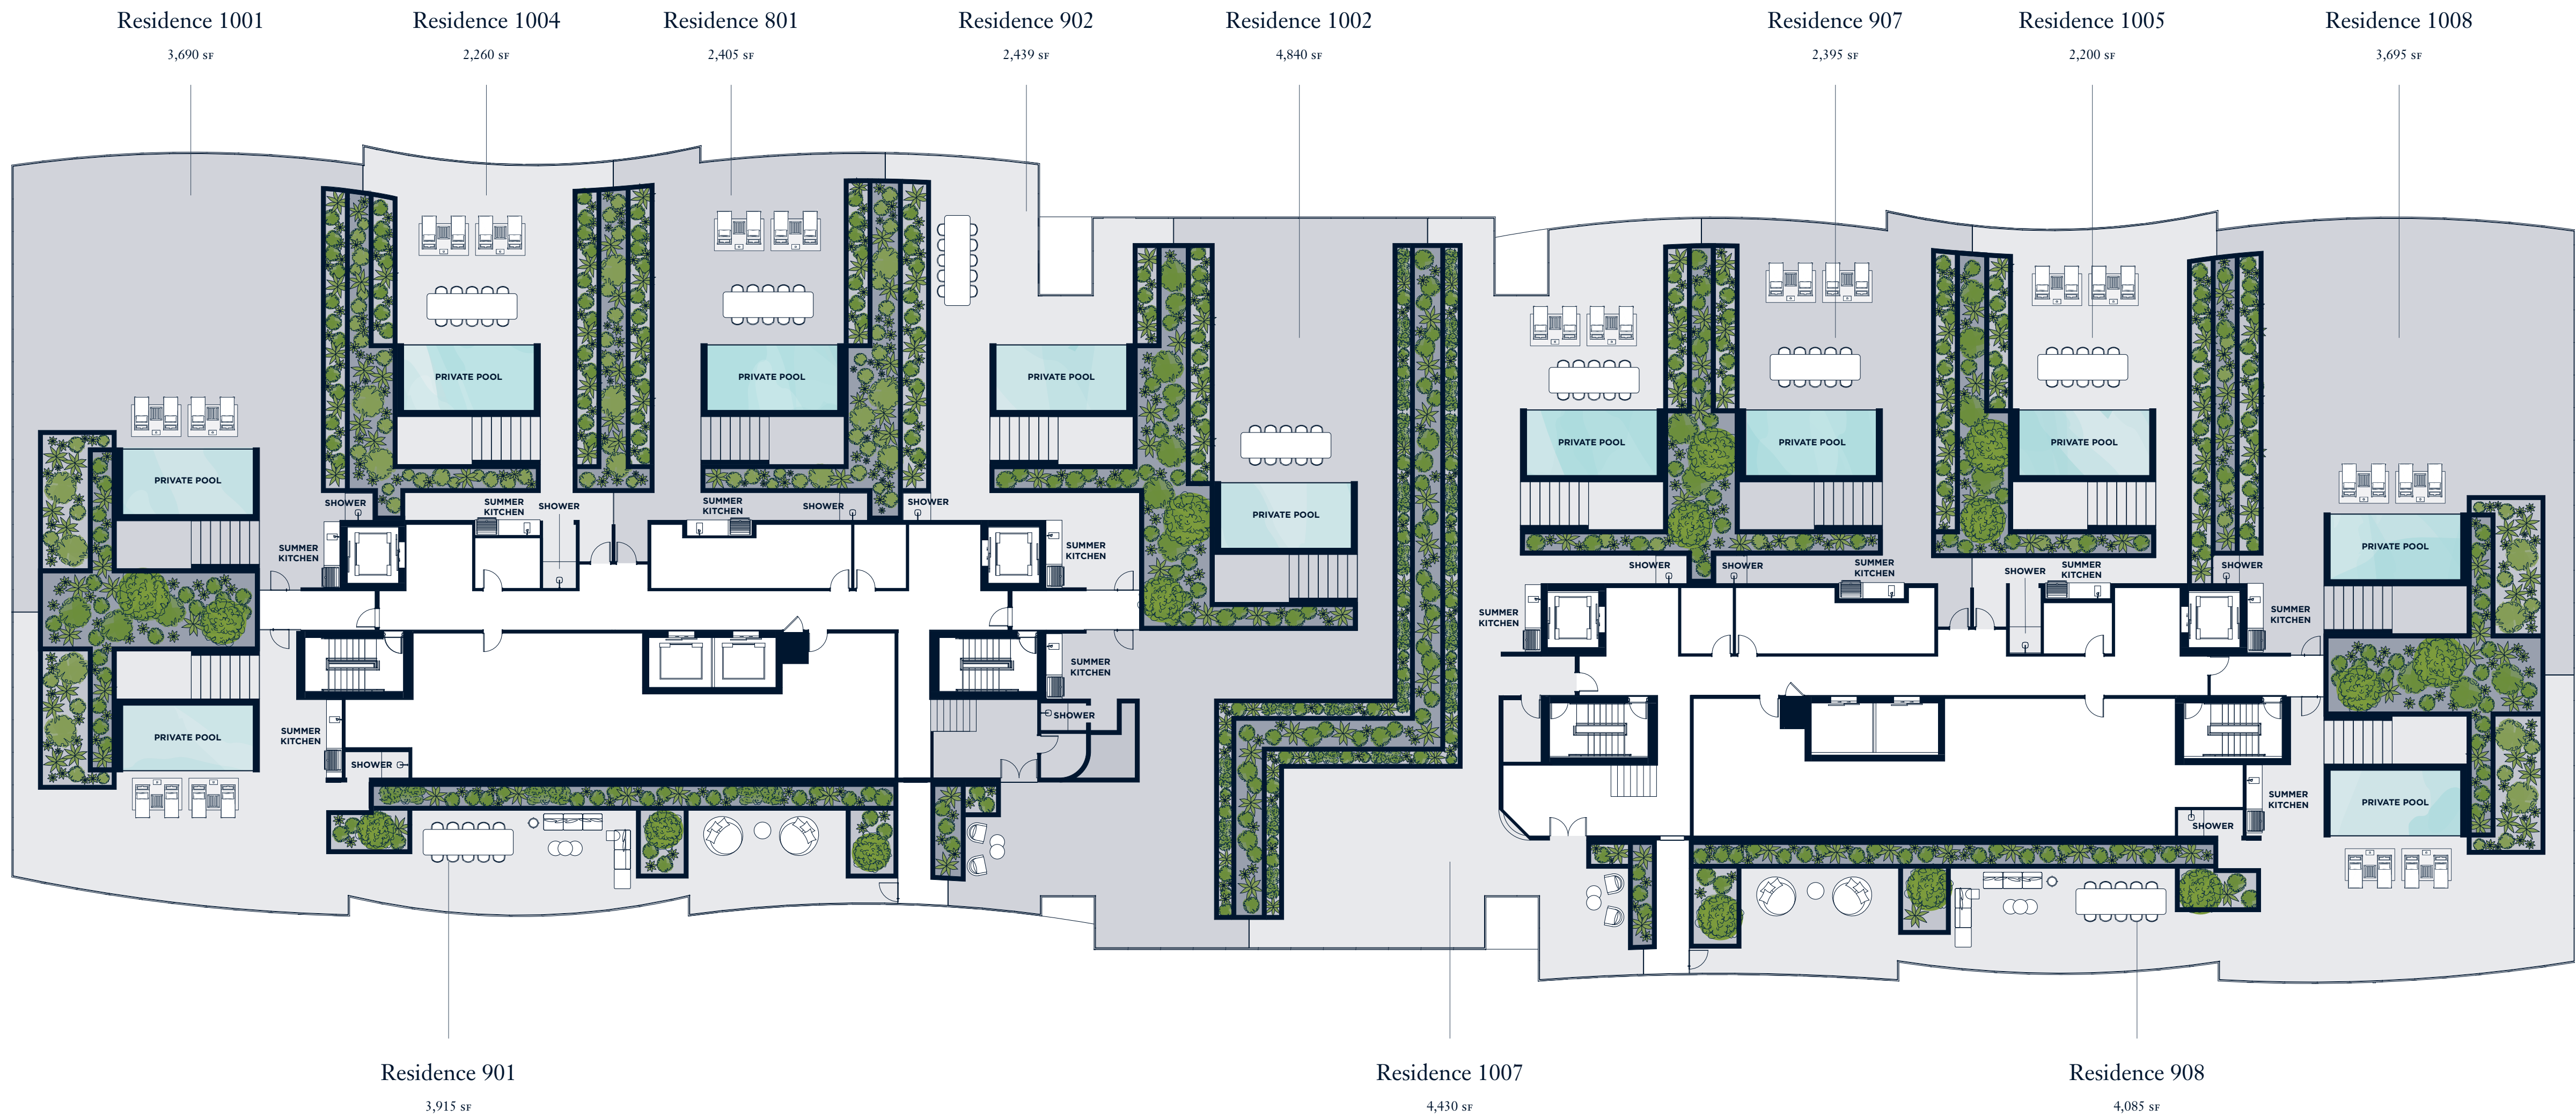 Residence 1001
3,690 SF
Residence 1004
2,260 SF
Residence 801
2,405 SF
Residence 902
2,439 SF
Residence 1002
4,840 SF
Residence 907
2,395 SF
Residence 1005
2,200 SF
Residence 1008
3,695 SF
PRIVATE POOL
PRIVATE POOL
PRIVATE POOL
PRIVATE POOL
PRIVATE POOL
PRIVATE POOL
PRIVATE POOL
PRIVATE POOL
PRIVATE POOL
SHOWER
SUMMER
KITCHEN
SHOWER
SUMMER
KITCHEN
SHOWER
SHOWER
SUMMER
KITCHEN
SUMMER
KITCHEN
SHOWER
SHOWER
SUMMER
KITCHEN
SHOWER
SUMMER
KITCHEN
SHOWER
SUMMER
KITCHEN
SUMMER
KITCHEN
SUMMER
KITCHEN
PRIVATE POOL
SUMMER
KITCHEN
SHOWER
SHOWER
PRIVATE POOL
SUMMER
KITCHEN
SHOWER
Residence 901
3,915 SF
Residence 1007
4,430 SF
Residence 908
4,085 SF